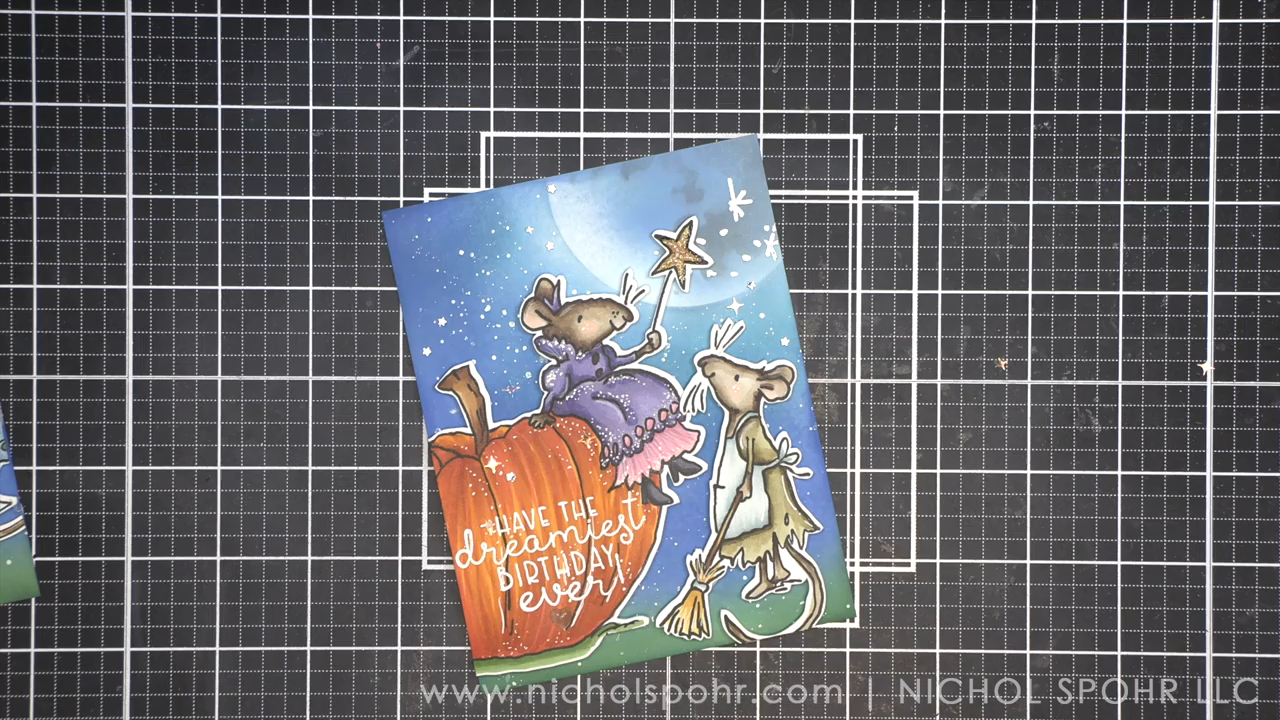 HAVE THE
dreamiest
BIRTHDAY
ever!
www.nicholspohr.com | NICHOL SPOHR LLC